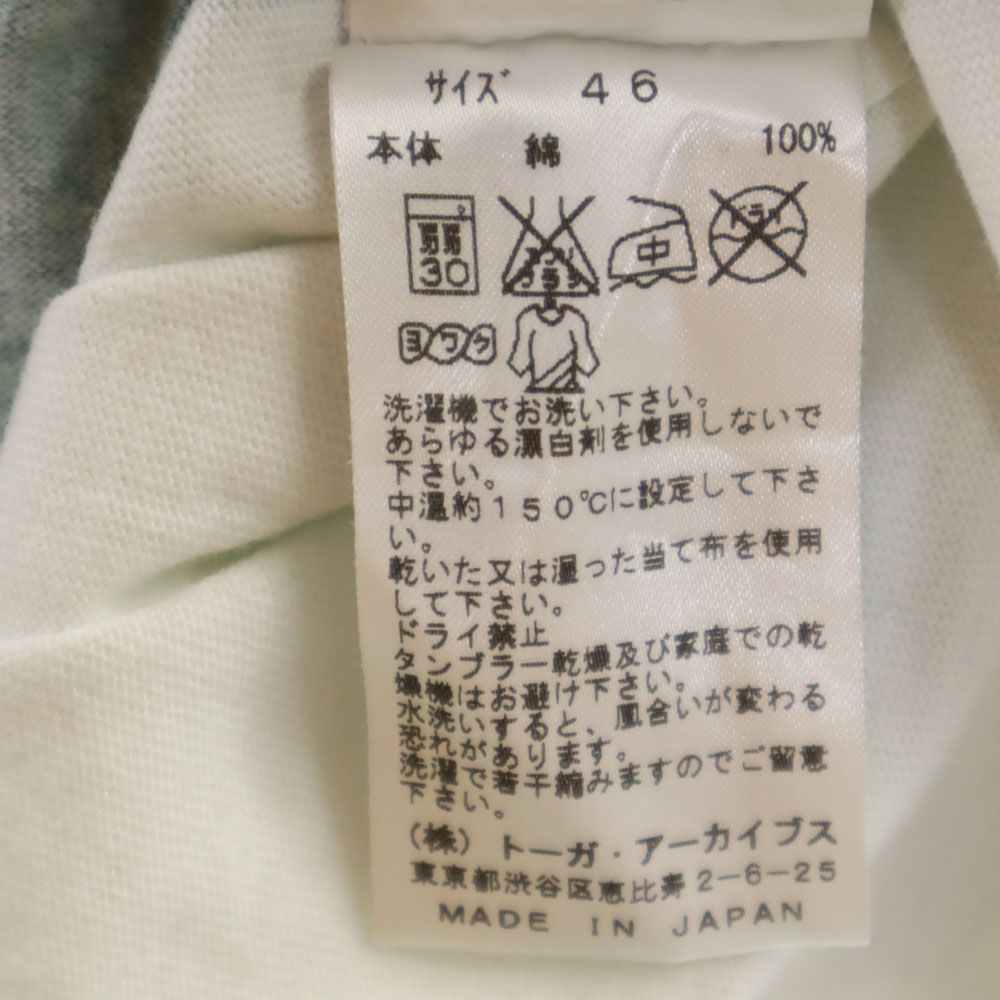 サイズ 46
本体 綿 100%
弱
30
エンソ
サラシ
中
ドライ
ヨワク
洗濯機でお洗い下さい。
あらゆる漂白剤を使用しないで
下さい。
中温約150℃に設定して下さ
い。
乾いた又は湿った当て布を使用
して下さい。
ドライ禁止
タンブラー乾燥及び家庭での乾
燥機はお避け下さい。
水洗いすると、風合いが変わる
恐れがあります。
洗濯で若干縮みますのでご留意
下さい。
(株) トーガ・アーカイブス
東京都渋谷区恵比寿2-6-25
MADE IN JAPAN